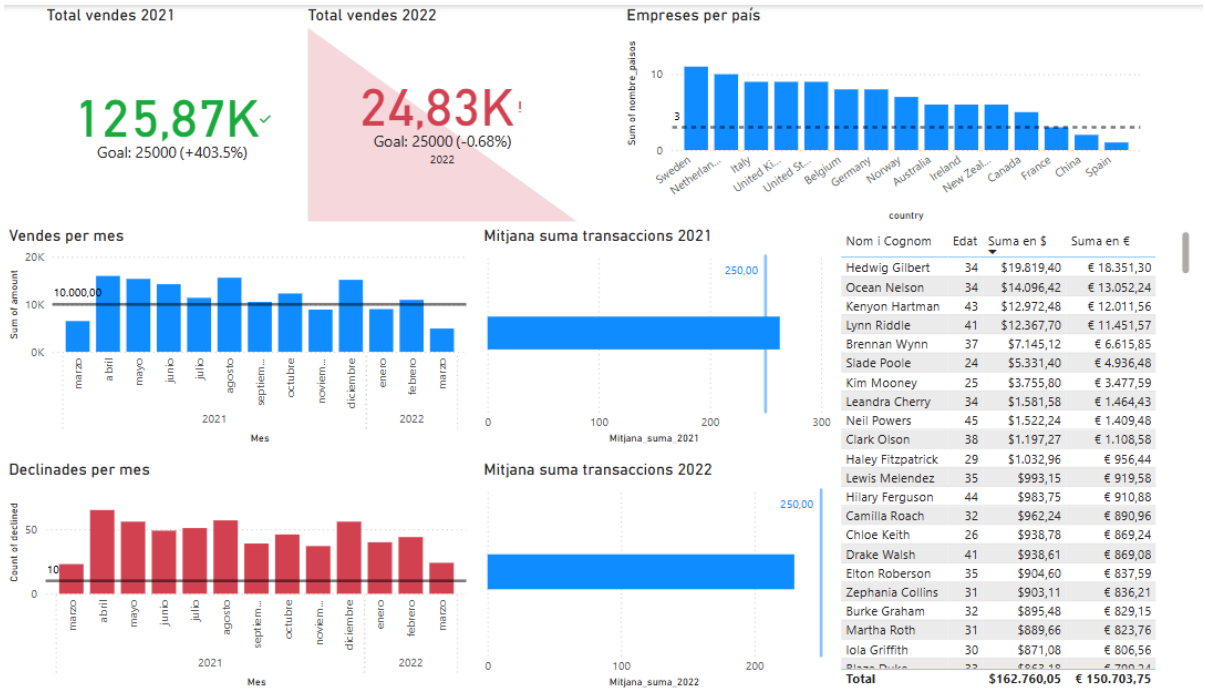 Total vendes 2021
125,87K
Goal: 25000 (+403.5%)
Total vendes 2022
24,83K!
Goal: 25000 (-0.68%)
2022
Empreses per país
Sum of nombre_paisos
10
3
0
Sweden
Netherlan...
Italy
United Ki...
United St...
Belgium
Germany
Norway
Australia
Ireland
New Zeal...
Canada
France
China
Spain
country
Vendes per mes
Sum of amount
20K
10.000,00
10K
0K
marzo
abril
mayo
junio
julio
agosto
septiem...
octubre
noviem...
diciembre
enero
febrero
marzo
2021
2022
Mes
Mitjana suma transaccions 2021
250,00
0
100
200
300
Mitjana_suma_2021
Declinades per mes
Count of declined
50
10
0
marzo
abril
mayo
junio
julio
agosto
septiem...
octubre
noviem...
diciembre
enero
febrero
marzo
2021
2022
Mes
Mitjana suma transaccions 2022
250,00
0
100
200
Mitjana_suma_2022
Nom i Cognom Edat Suma en $ Suma en €
Hedwig Gilbert 34 $19.819,40 € 18.351,30
Ocean Nelson 34 $14.096,42 € 13.052,24
Kenyon Hartman 43 $12.972,48 € 12.011,56
Lynn Riddle 41 $12.367,70 € 11.451,57
Brennan Wynn 37 $7.145,12 € 6.615,85
Slade Poole 24 $5.331,40 € 4.936,48
Kim Mooney 25 $3.755,80 € 3.477,59
Leandra Cherry 34 $1.581,58 € 1.464,43
Neil Powers 45 $1.522,24 € 1.409,48
Clark Olson 38 $1.197,27 € 1.108,58
Haley Fitzpatrick 29 $1.032,96 € 956,44
Lewis Melendez 35 $993,15 € 919,58
Hilary Ferguson 44 $983,75 € 910,88
Camilla Roach 32 $962,24 € 890,96
Chloe Keith 26 $938,78 € 869,24
Drake Walsh 41 $938,61 € 869,08
Elton Roberson 35 $904,60 € 837,59
Zephania Collins 31 $903,11 € 836,21
Burke Graham 32 $895,48 € 829,15
Martha Roth 31 $889,66 € 823,76
Iola Griffith 30 $871,08 € 806,56
Total $162.760,05 € 150.703,75